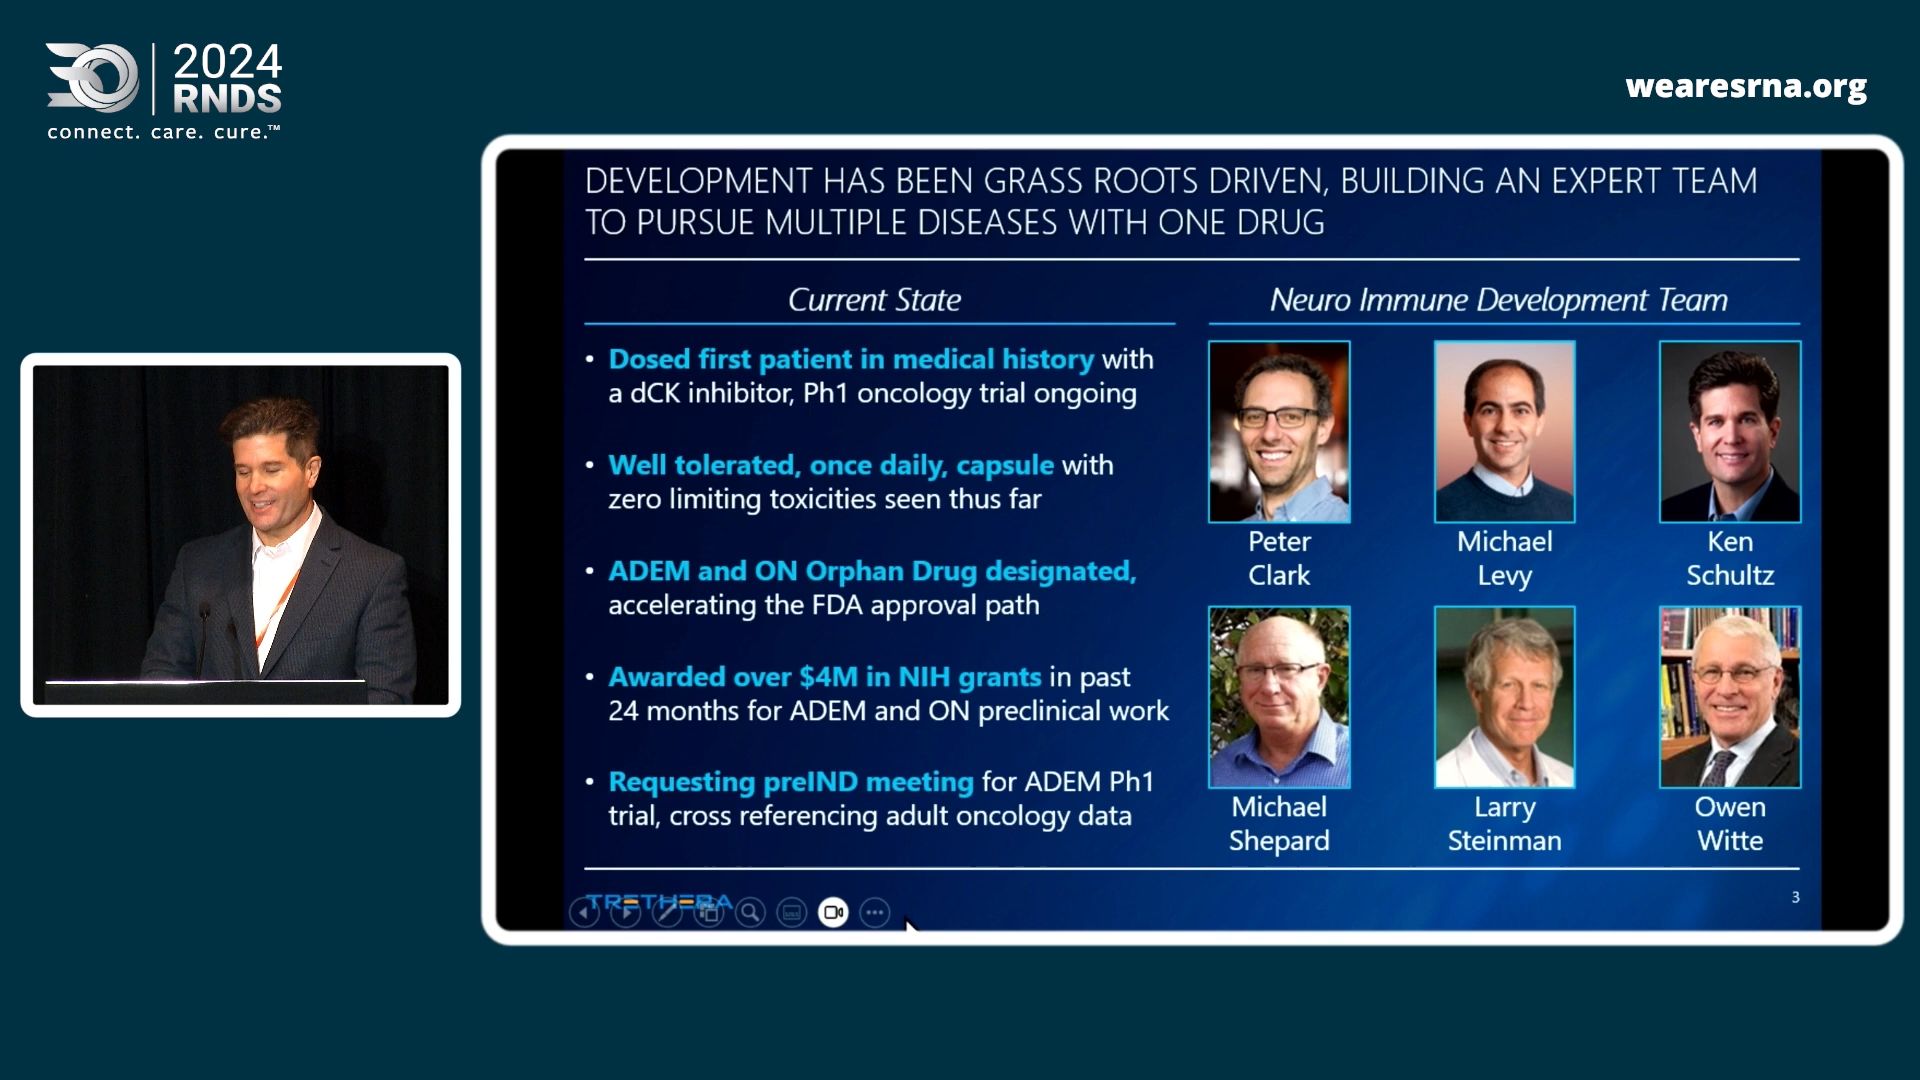 2024
RNDS
connect. care. cure.™
wearesrna.org
DEVELOPMENT HAS BEEN GRASS ROOTS DRIVEN, BUILDING AN EXPERT TEAM
TO PURSUE MULTIPLE DISEASES WITH ONE DRUG
Current State
• Dosed first patient in medical history with
a dCK inhibitor, Ph1 oncology trial ongoing
• Well tolerated, once daily, capsule with
zero limiting toxicities seen thus far
• ADEM and ON Orphan Drug designated,
accelerating the FDA approval path
• Awarded over $4M in NIH grants in past
24 months for ADEM and ON preclinical work
• Requesting preIND meeting for ADEM Ph1
trial, cross referencing adult oncology data
Neuro Immune Development Team
Peter
Clark
Michael
Levy
Ken
Schultz
Michael
Shepard
Larry
Steinman
Owen
Witte
TRETHERA
3